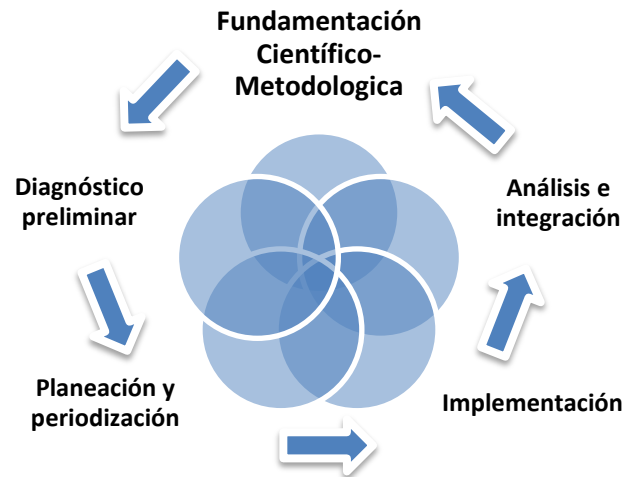 Fundamentación
Científico-
Metodologica
Diagnóstico
preliminar
Análisis e
integración
Planeación y
periodización
Implementación